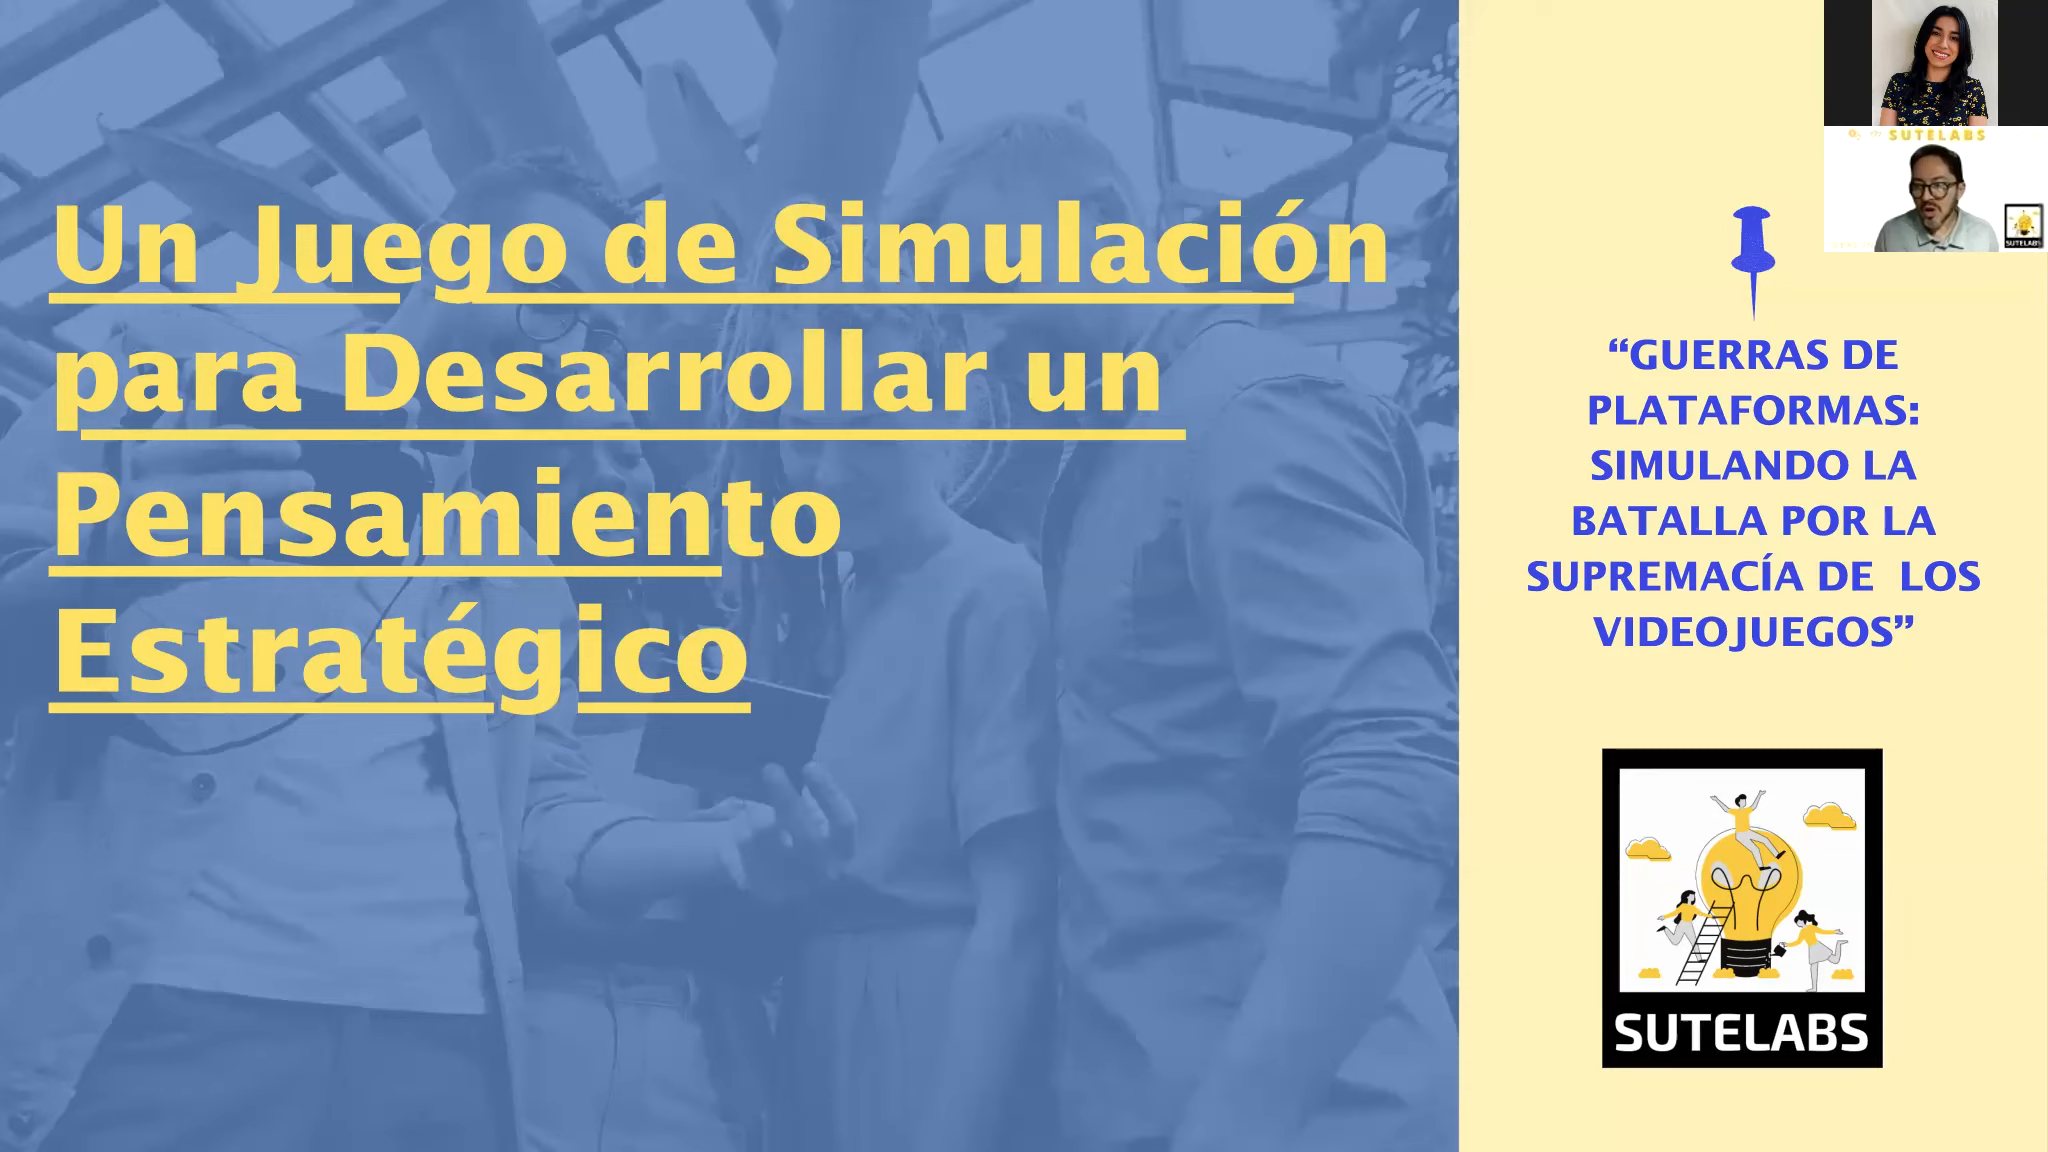 Un Juego de Simulación
para Desarrollar un
Pensamiento
Estratégico
SUTELABS
SUTELABS
“GUERRAS DE
PLATAFORMAS:
SIMULANDO LA
BATALLA POR LA
SUPREMACÍA DE LOS
VIDEOJUEGOS”
SUTELABS